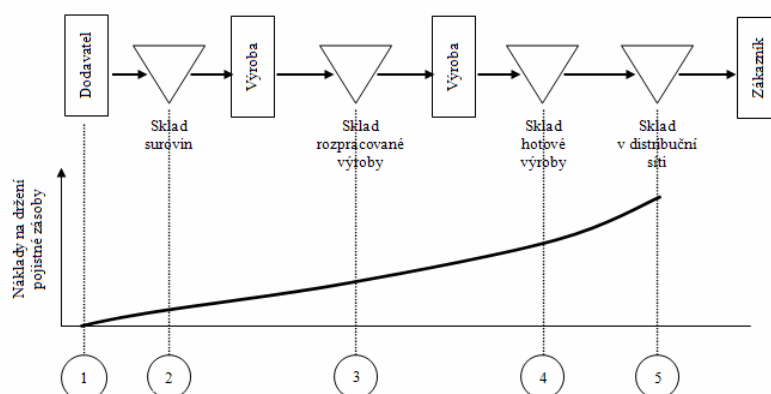 Dodavatel
Výroba
Výroba
Zákazník
Sklad
surovin
Sklad
rozpracované
výroby
Sklad
hotové
výroby
Sklad
v distribuční
síti
Náklady na držení
pojistné zásoby
1
2
3
4
5